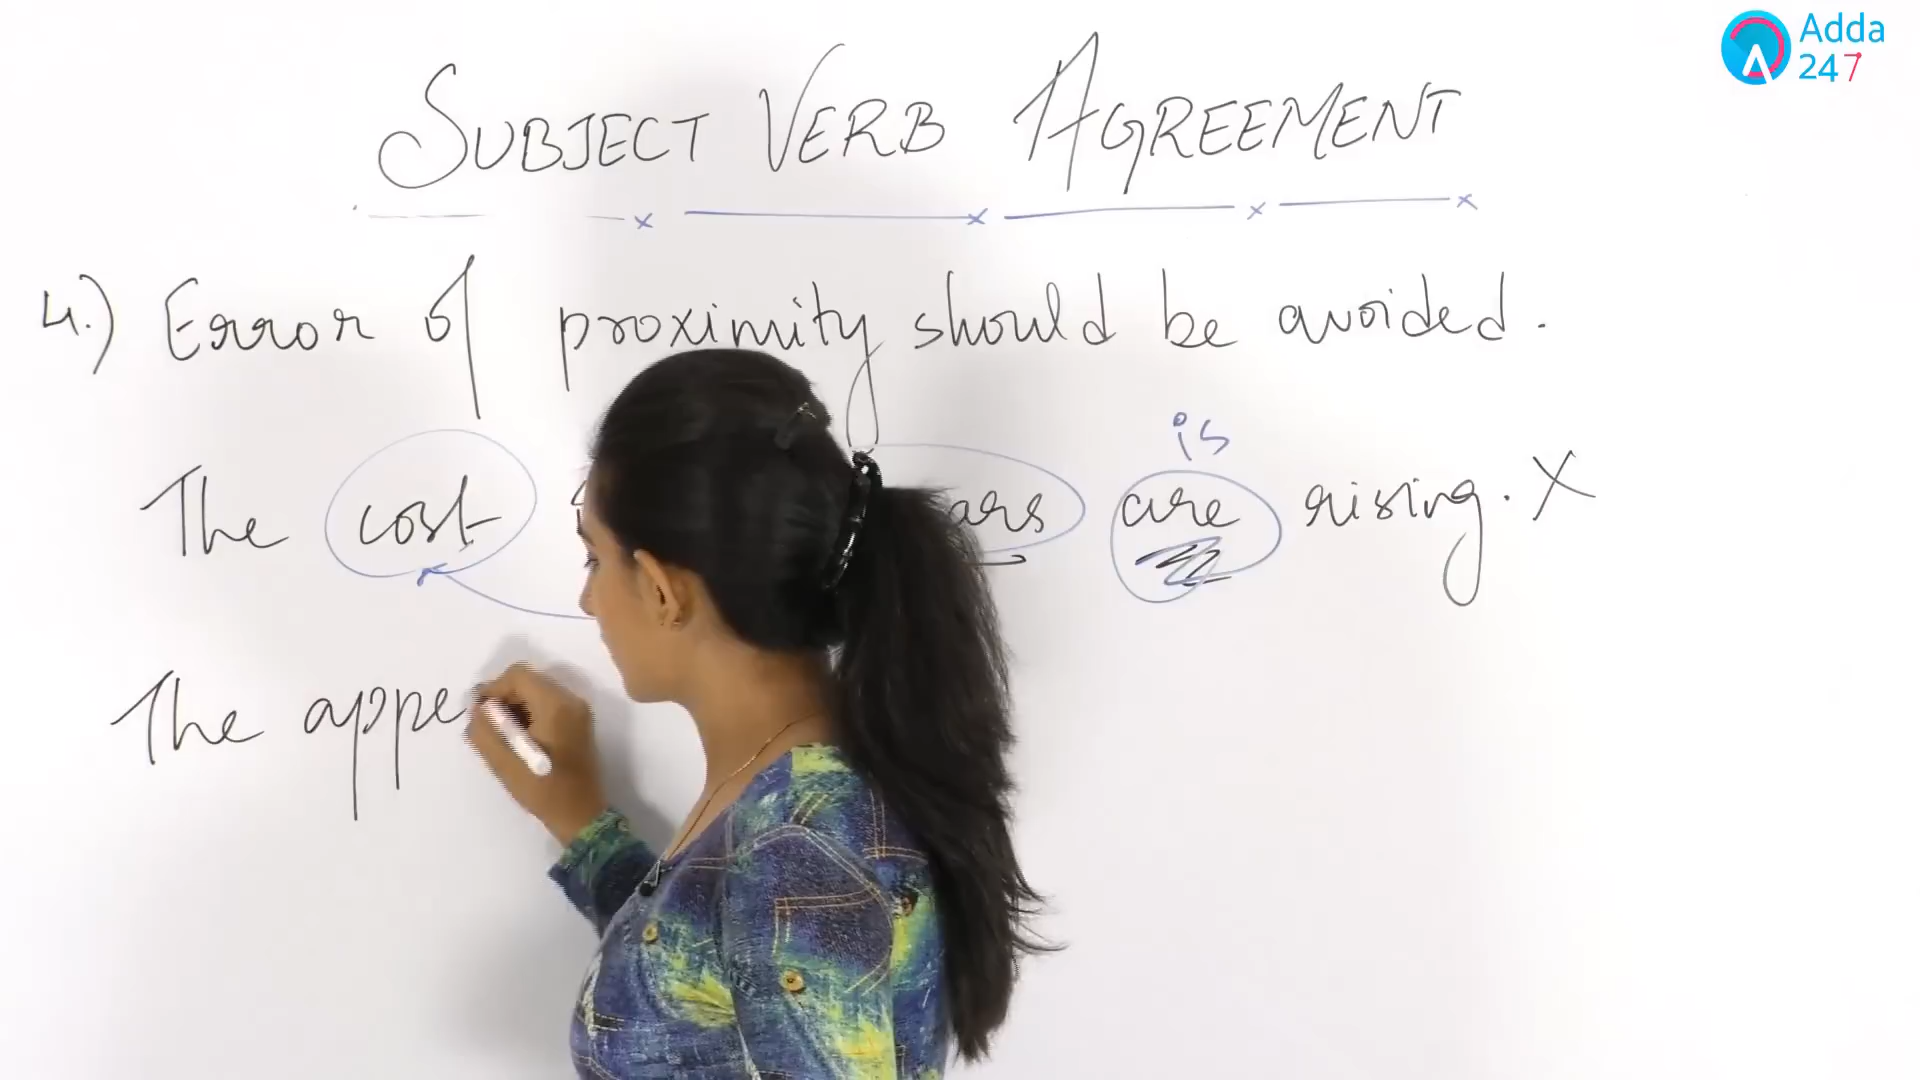 Adda
247
SUBJECT VERB AGREEMENT
4.) Error of proximity should be avoided.
is
The cost ars are rising. X
The appe